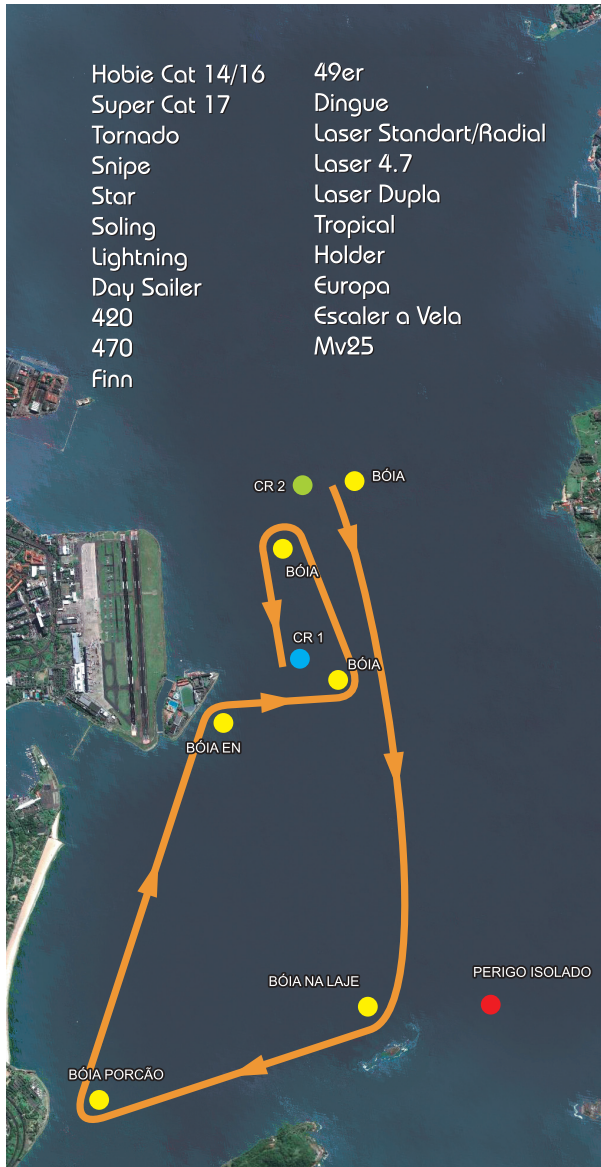 Hobie Cat 14/16
Super Cat 17
Tornado
Snipe
Star
Soling
Lightning
Day Sailer
420
470
Finn
49er
Dingue
Laser Standart/Radial
Laser 4.7
Laser Dupla
Tropical
Holder
Europa
Escaler a Vela
Mv25
CR 2
BÓIA
BÓIA
CR 1
BÓIA
BÓIA EN
BÓIA NA LAJE
PERIGO ISOLADO
BÓIA PORCÃO